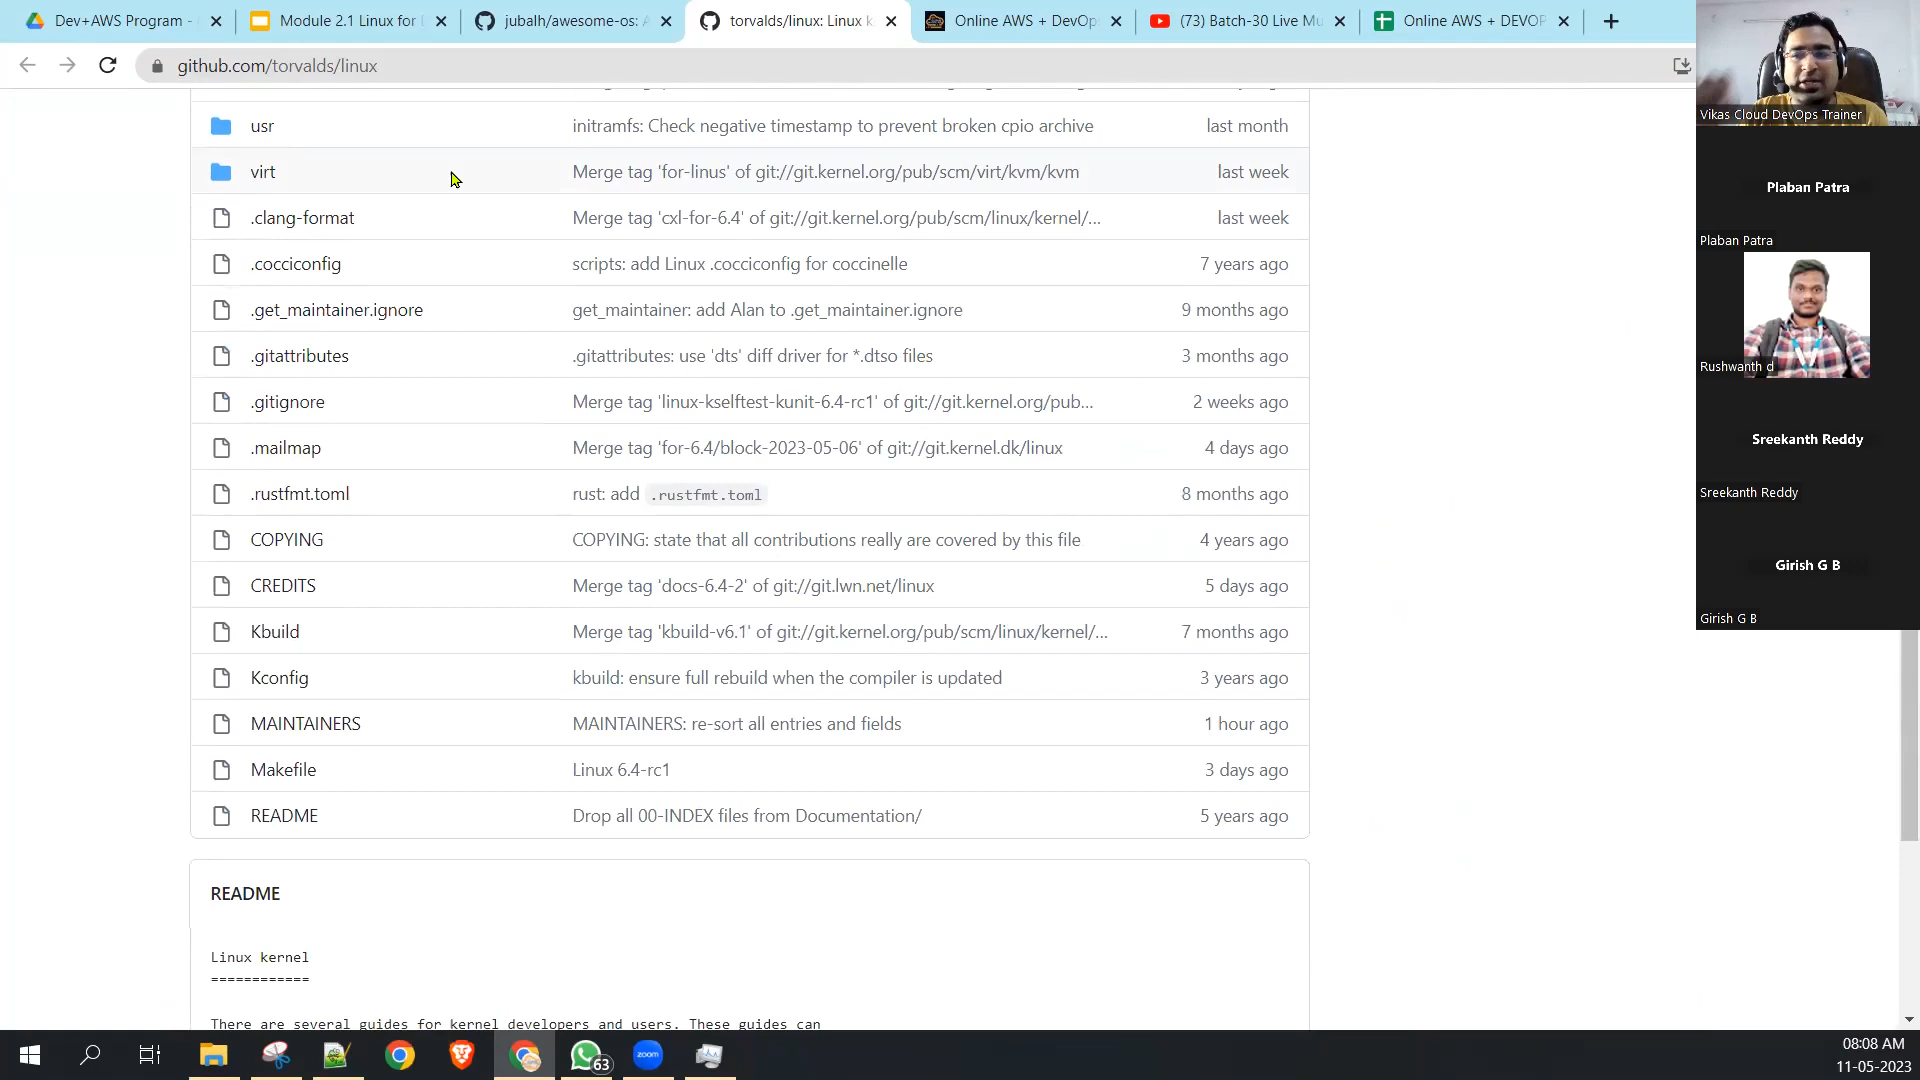 Dev+AWS Program -
Module 2.1 Linux for
jubalh/awesome-os: A
torvalds/linux: Linux k
Online AWS + DevOp
(73) Batch-30 Live Mu
Online AWS + DEVOP
github.com/torvalds/linux
usr initramfs: Check negative timestamp to prevent broken cpio archive last month
virt Merge tag 'for-linus' of git://git.kernel.org/pub/scm/virt/kvm/kvm last week
.clang-format Merge tag 'cxl-for-6.4' of git://git.kernel.org/pub/scm/linux/kernel/... last week
.cocciconfig scripts: add Linux .cocciconfig for coccinelle 7 years ago
.get_maintainer.ignore get_maintainer: add Alan to .get_maintainer.ignore 9 months ago
.gitattributes .gitattributes: use 'dts' diff driver for *.dtso files 3 months ago
.gitignore Merge tag 'linux-kselftest-kunit-6.4-rc1' of git://git.kernel.org/pub... 2 weeks ago
.mailmap Merge tag 'for-6.4/block-2023-05-06' of git://git.kernel.dk/linux 4 days ago
.rustfmt.toml rust: add .rustfmt.toml 8 months ago
COPYING COPYING: state that all contributions really are covered by this file 4 years ago
CREDITS Merge tag 'docs-6.4-2' of git://git.lwn.net/linux 5 days ago
Kbuild Merge tag 'kbuild-v6.1' of git://git.kernel.org/pub/scm/linux/kernel/... 7 months ago
Kconfig kbuild: ensure full rebuild when the compiler is updated 3 years ago
MAINTAINERS MAINTAINERS: re-sort all entries and fields 1 hour ago
Makefile Linux 6.4-rc1 3 days ago
README Drop all 00-INDEX files from Documentation/ 5 years ago
README
Linux kernel
============
There are several guides for kernel developers and users. These guides can
Vikas Cloud DevOps Trainer
Plaban Patra
Plaban Patra
Rushwanth d
Sreekanth Reddy
Sreekanth Reddy
Girish G B
Girish G B
63
zoom
08:08 AM
11-05-2023